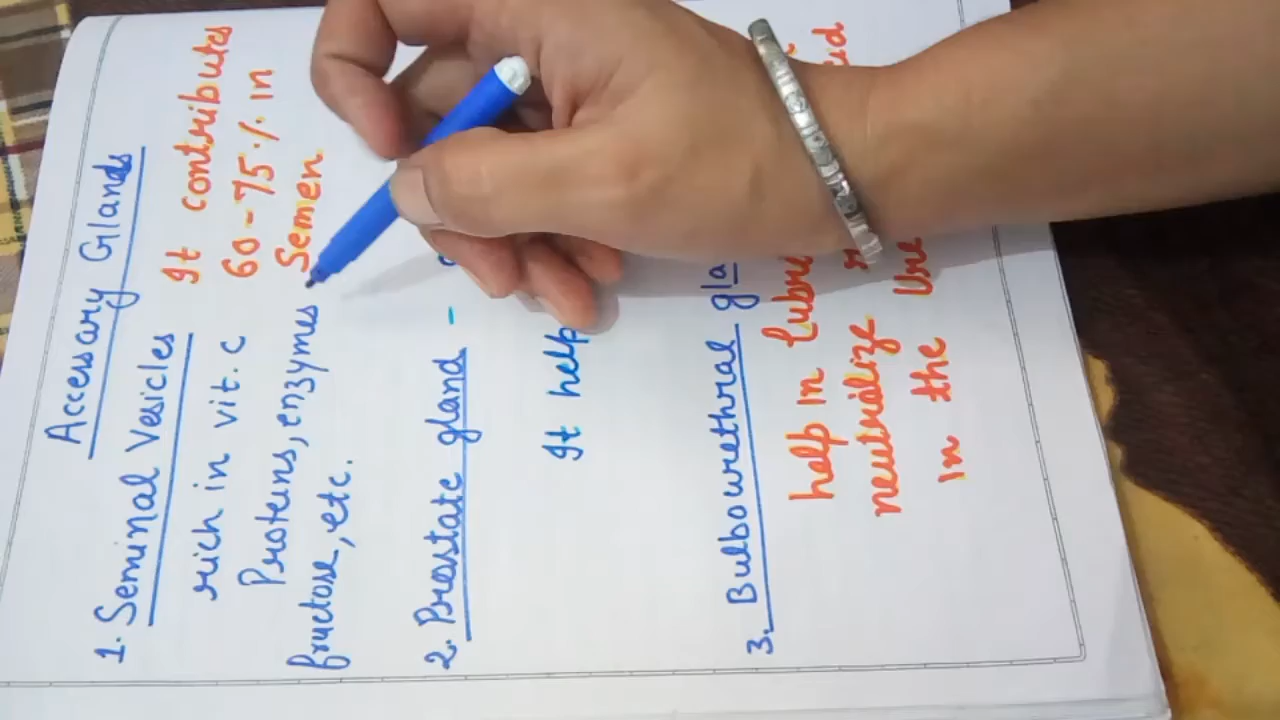 Accessary Glands
1. Seminal Vesicles
It contributes
rich in vit. C
60-75% in
Proteins, enzymes
Semen
fructose, etc.
2. Prostate gland -
It help
3. Bulbourethral gla
help in lubri
neutralize
in the Ure